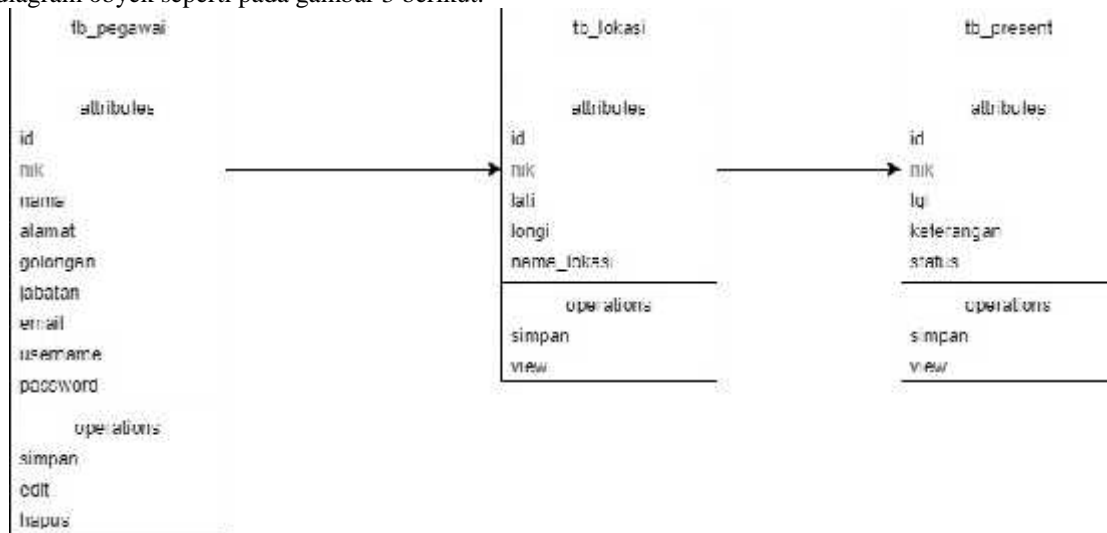 diagram obyek seperti pada gambar 3 berikut.
tb_pegawai
attributes
id
nik
nama
alamat
golongan
jabatan
email
username
password
operations
simpan
edit
hapus
tb_lokasi
attributes
id
nik
lati
longi
nama_lokasi
operations
simpan
view
tb_present
attributes
id
nik
tgl
keterangan
status
operations
simpan
view